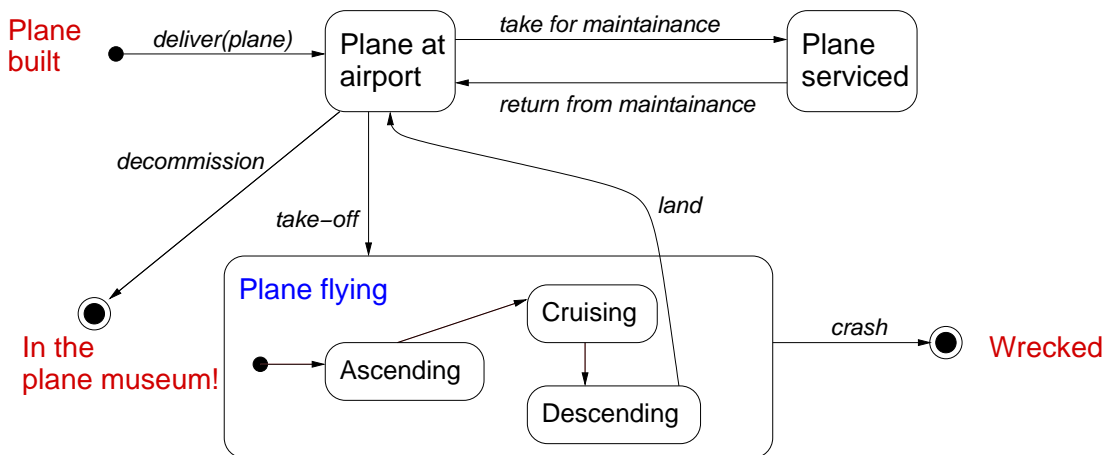 Plane
built
deliver(plane)
Plane at
airport
take for maintainance
return from maintainance
Plane
serviced
decommission
take−off
land
Plane flying
Cruising
Ascending
Descending
crash
Wrecked
In the
plane museum!